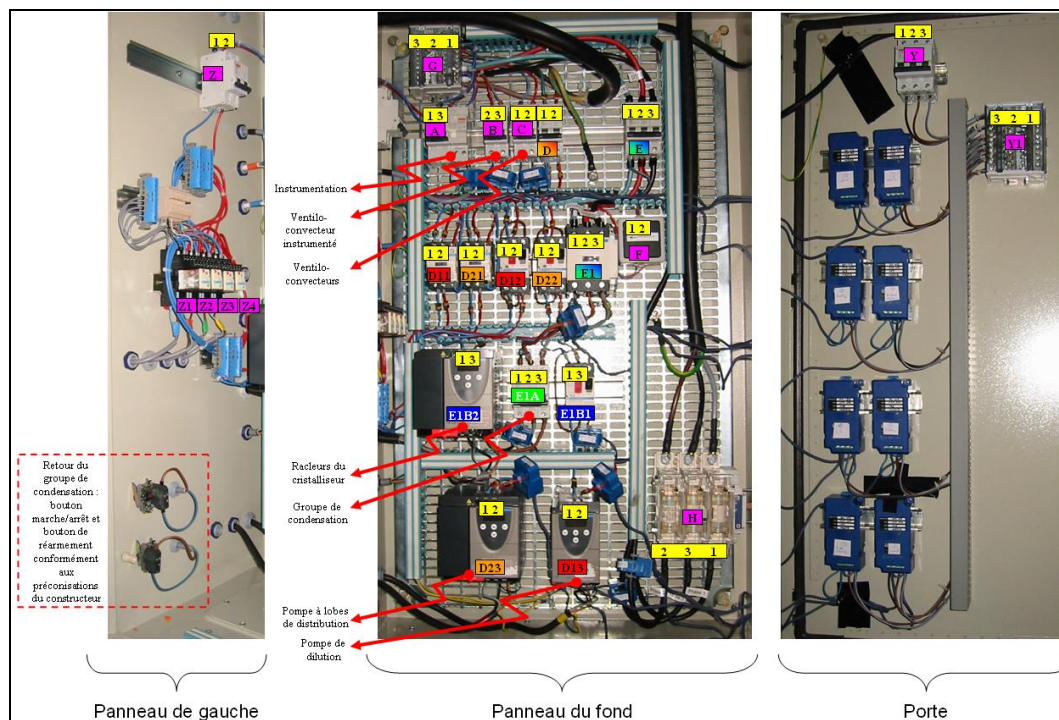 1 2
Z
Z1 Z2 Z3 Z4
Retour du
groupe de
condensation :
bouton
marche/arrêt et
bouton de
réarmement
conformément
aux
préconisations
du constructeur
Panneau de gauche
3 2 1
G
1 3
A
2 3
B
1 2
C
1 2
D
1 2 3
E
Instrumentation
Ventilo-
convecteur
instrumenté
Ventilo-
convecteurs
1 2
D11
1 2
D21
1 2
D12
1 2
D22
1 2 3
E1
1 2
F
1 3
E1B2
1 2 3
E1A
1 3
E1B1
Racleurs du
cristalliseur
Groupe de
condensation
1 2
D23
1 2
D13
H
2 3 1
Pompe à lobes
de distribution
Pompe de
dilution
Panneau du fond
1 2 3
Y
3 2 1
Y1
Porte